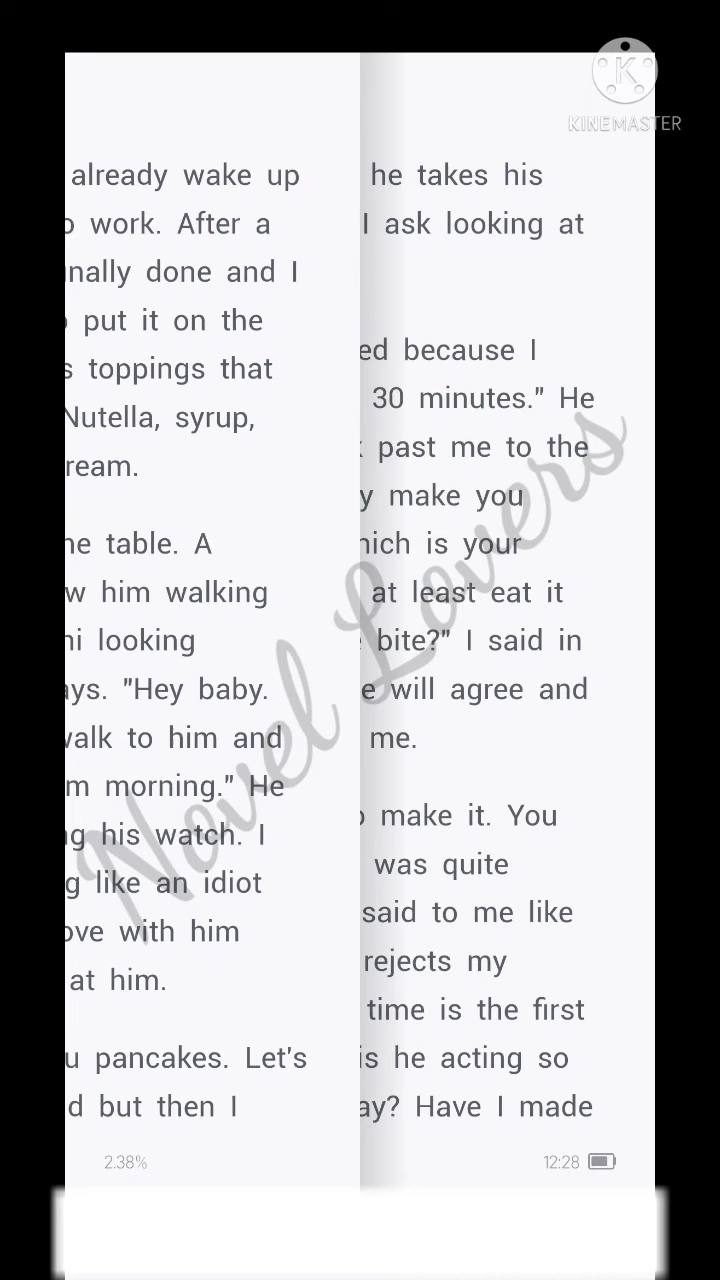 KINEMASTER
already wake up
o work. After a
nally done and I
put it on the
s toppings that
Nutella, syrup,
ream.
he table. A
w him walking
ni looking
ays. "Hey baby.
walk to him and
m morning." He
ng his watch. I
g like an idiot
ove with him
at him.
u pancakes. Let's
d but then I
2.38%
he takes his
I ask looking at
ed because I
30 minutes." He
past me to the
y make you
hich is your
at least eat it
bite?" I said in
e will agree and
me.
o make it. You
was quite
said to me like
rejects my
time is the first
is he acting so
ay? Have I made
12:28
Novel Lovers